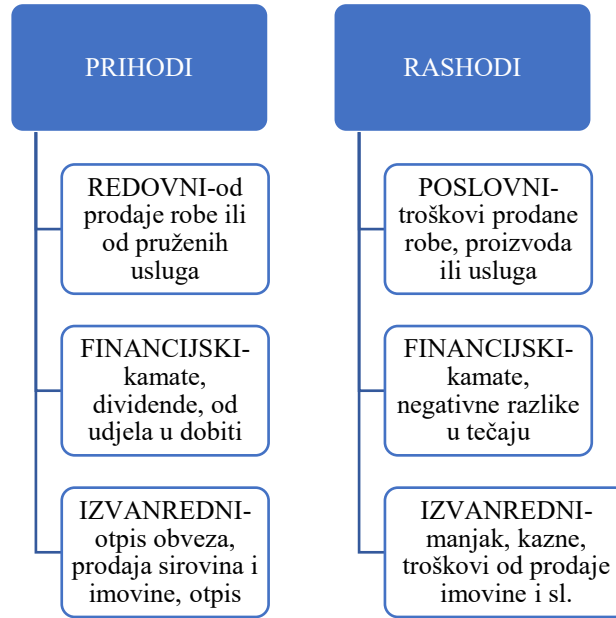 PRIHODI
REDOVNI-od
prodaje robe ili
od pruženih
usluga
FINANCIJSKI-
kamate,
dividende, od
udjela u dobiti
IZVANREDNI-
otpis obveza,
prodaja sirovina i
imovine, otpis
RASHODI
POSLOVNI-
troškovi prodane
robe, proizvoda
ili usluga
FINANCIJSKI-
kamate,
negativne razlike
u tečaju
IZVANREDNI-
manjak, kazne,
troškovi od prodaje
imovine i sl.